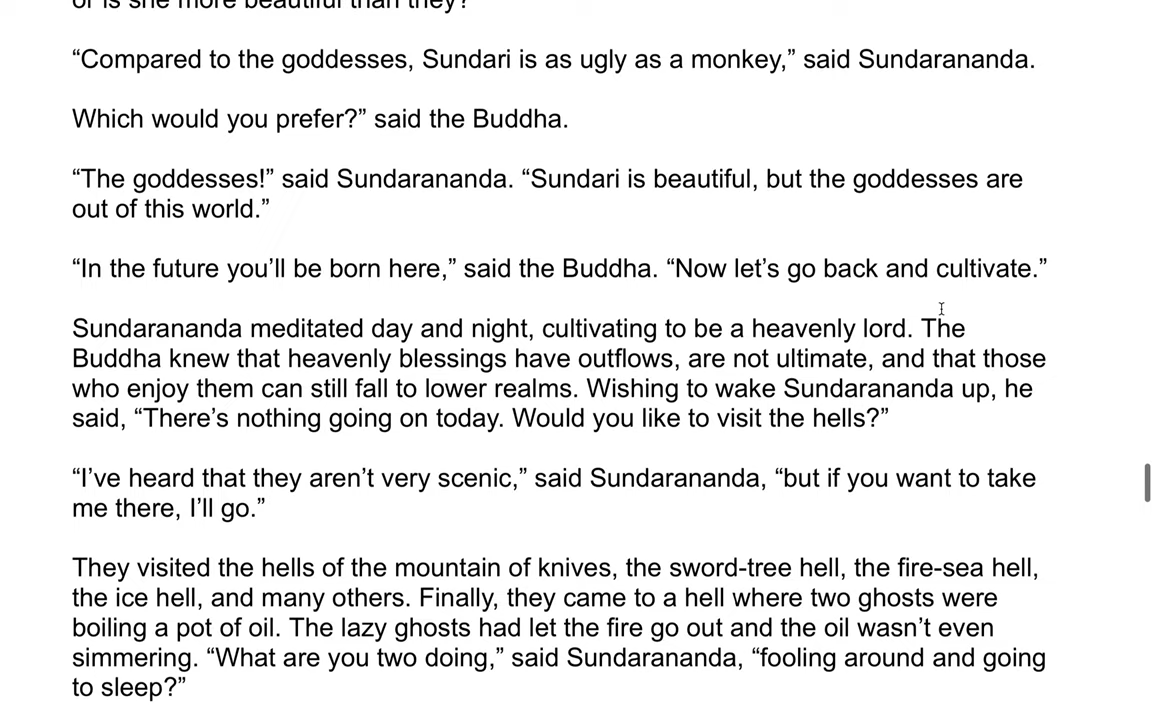 or is she more beautiful than they?
“Compared to the goddesses, Sundari is as ugly as a monkey,” said Sundarananda.
Which would you prefer?” said the Buddha.
“The goddesses!” said Sundarananda. “Sundari is beautiful, but the goddesses are
out of this world.”
“In the future you’ll be born here,” said the Buddha. “Now let’s go back and cultivate.”
Sundarananda meditated day and night, cultivating to be a heavenly lord. The
Buddha knew that heavenly blessings have outflows, are not ultimate, and that those
who enjoy them can still fall to lower realms. Wishing to wake Sundarananda up, he
said, “There’s nothing going on today. Would you like to visit the hells?”
“I’ve heard that they aren’t very scenic,” said Sundarananda, “but if you want to take
me there, I’ll go.”
They visited the hells of the mountain of knives, the sword-tree hell, the fire-sea hell,
the ice hell, and many others. Finally, they came to a hell where two ghosts were
boiling a pot of oil. The lazy ghosts had let the fire go out and the oil wasn’t even
simmering. “What are you two doing,” said Sundarananda, “fooling around and going
to sleep?”